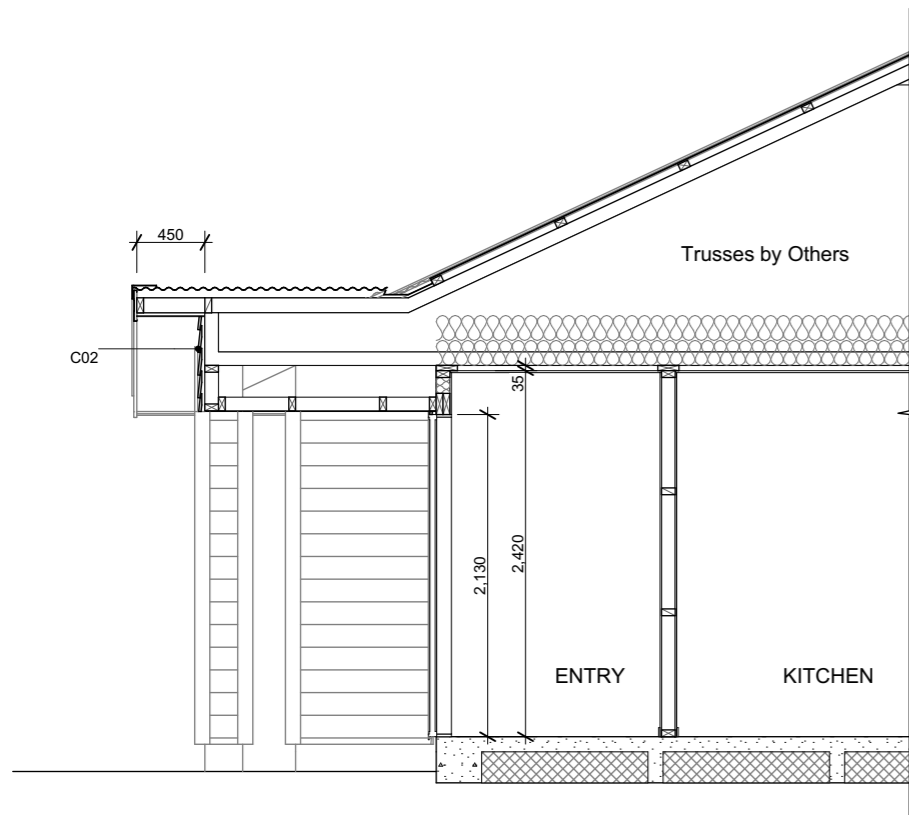 450
Trusses by Others
C02
35
2,130
2,420
ENTRY
KITCHEN